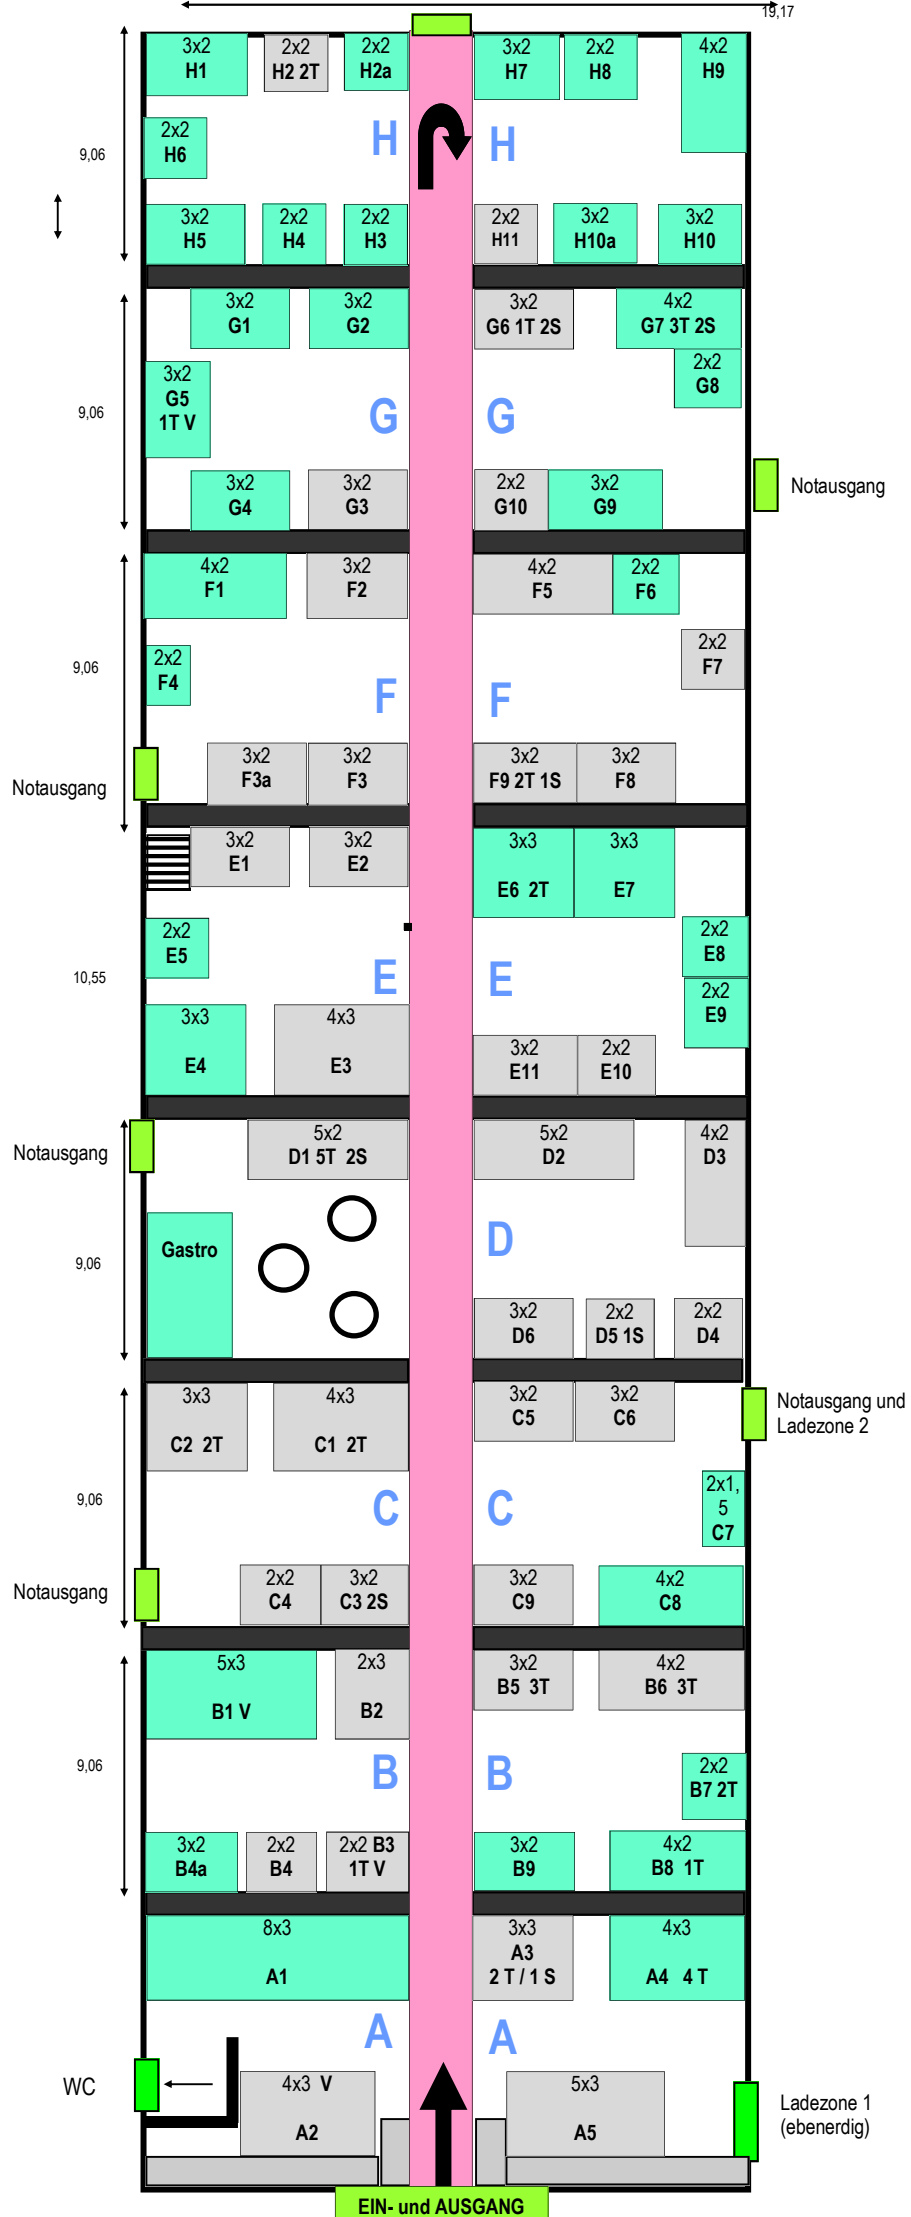 19,17
3x2
H1
2x2
H2 2T
2x2
H2a
3x2
H7
2x2
H8
4x2
H9
H
H
2x2
H6
9,06
3x2
H5
2x2
H4
2x2
H3
2x2
H11
3x2
H10a
3x2
H10
3x2
G1
3x2
G2
3x2
G6 1T 2S
4x2
G7 3T 2S
2x2
G8
3x2
G5
1T V
9,06
G
G
3x2
G4
3x2
G3
2x2
G10
3x2
G9
Notausgang
4x2
F1
3x2
F2
4x2
F5
2x2
F6
2x2
F7
2x2
F4
9,06
F
F
3x2
F3a
3x2
F3
3x2
F9 2T 1S
3x2
F8
Notausgang
3x2
E1
3x2
E2
3x3
E6 2T
3x3
E7
2x2
E5
2x2
E8
10,55
E
E
2x2
E9
3x3
E4
4x3
E3
3x2
E11
2x2
E10
Notausgang
5x2
D1 5T 2S
5x2
D2
4x2
D3
Gastro
D
9,06
3x2
D6
2x2
D5 1S
2x2
D4
3x3
C2 2T
4x3
C1 2T
3x2
C5
3x2
C6
Notausgang und
Ladezone 2
9,06
C
C
2x1,
5
C7
Notausgang
2x2
C4
3x2
C3 2S
3x2
C9
4x2
C8
5x3
B1 V
2x3
B2
3x2
B5 3T
4x2
B6 3T
9,06
B
B
2x2
B7 2T
3x2
B4a
2x2
B4
2x2 B3
1T V
3x2
B9
4x2
B8 1T
8x3
A1
3x3
A3
2 T / 1 S
4x3
A4 4 T
A
A
WC
4x3 V
A2
5x3
A5
Ladezone 1
(ebenerdig)
EIN- und AUSGANG